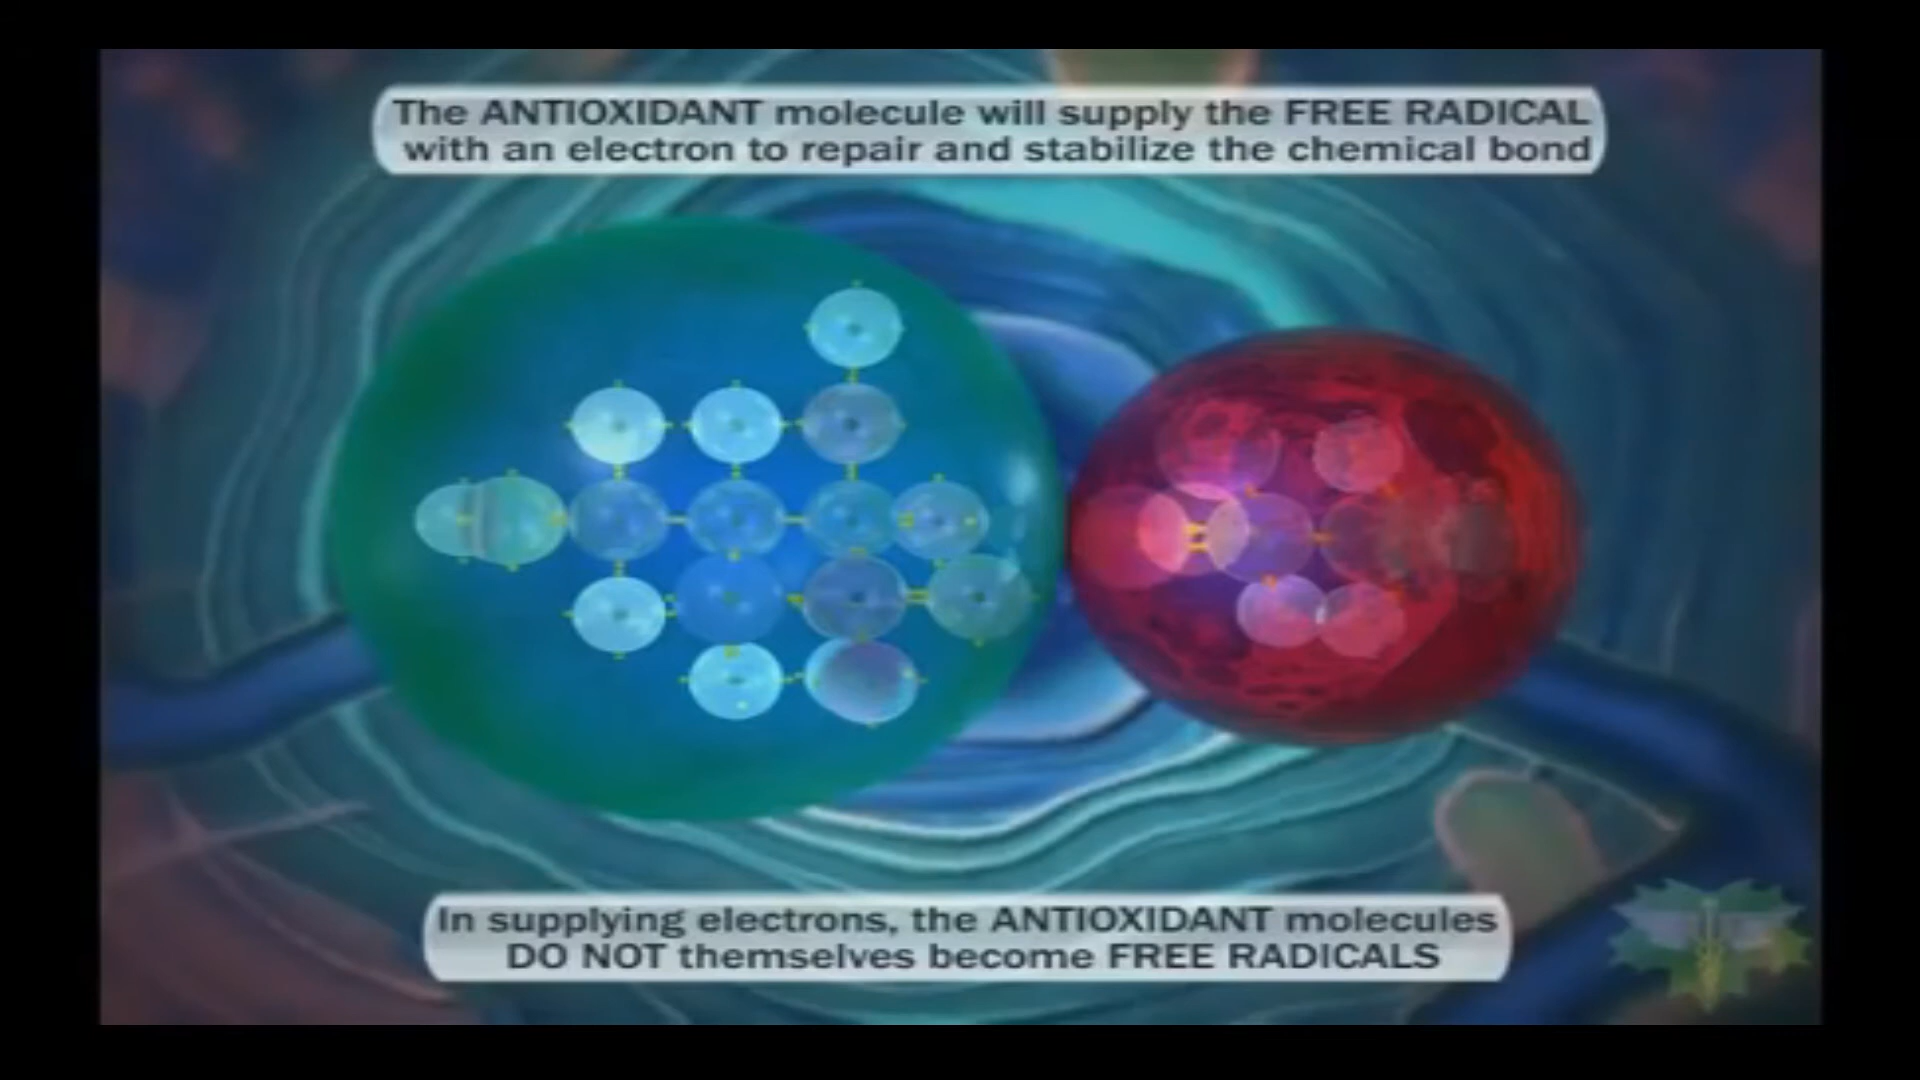 The ANTIOXIDANT molecule will supply the FREE RADICAL
with an electron to repair and stabilize the chemical bond
In supplying electrons, the ANTIOXIDANT molecules
DO NOT themselves become FREE RADICALS